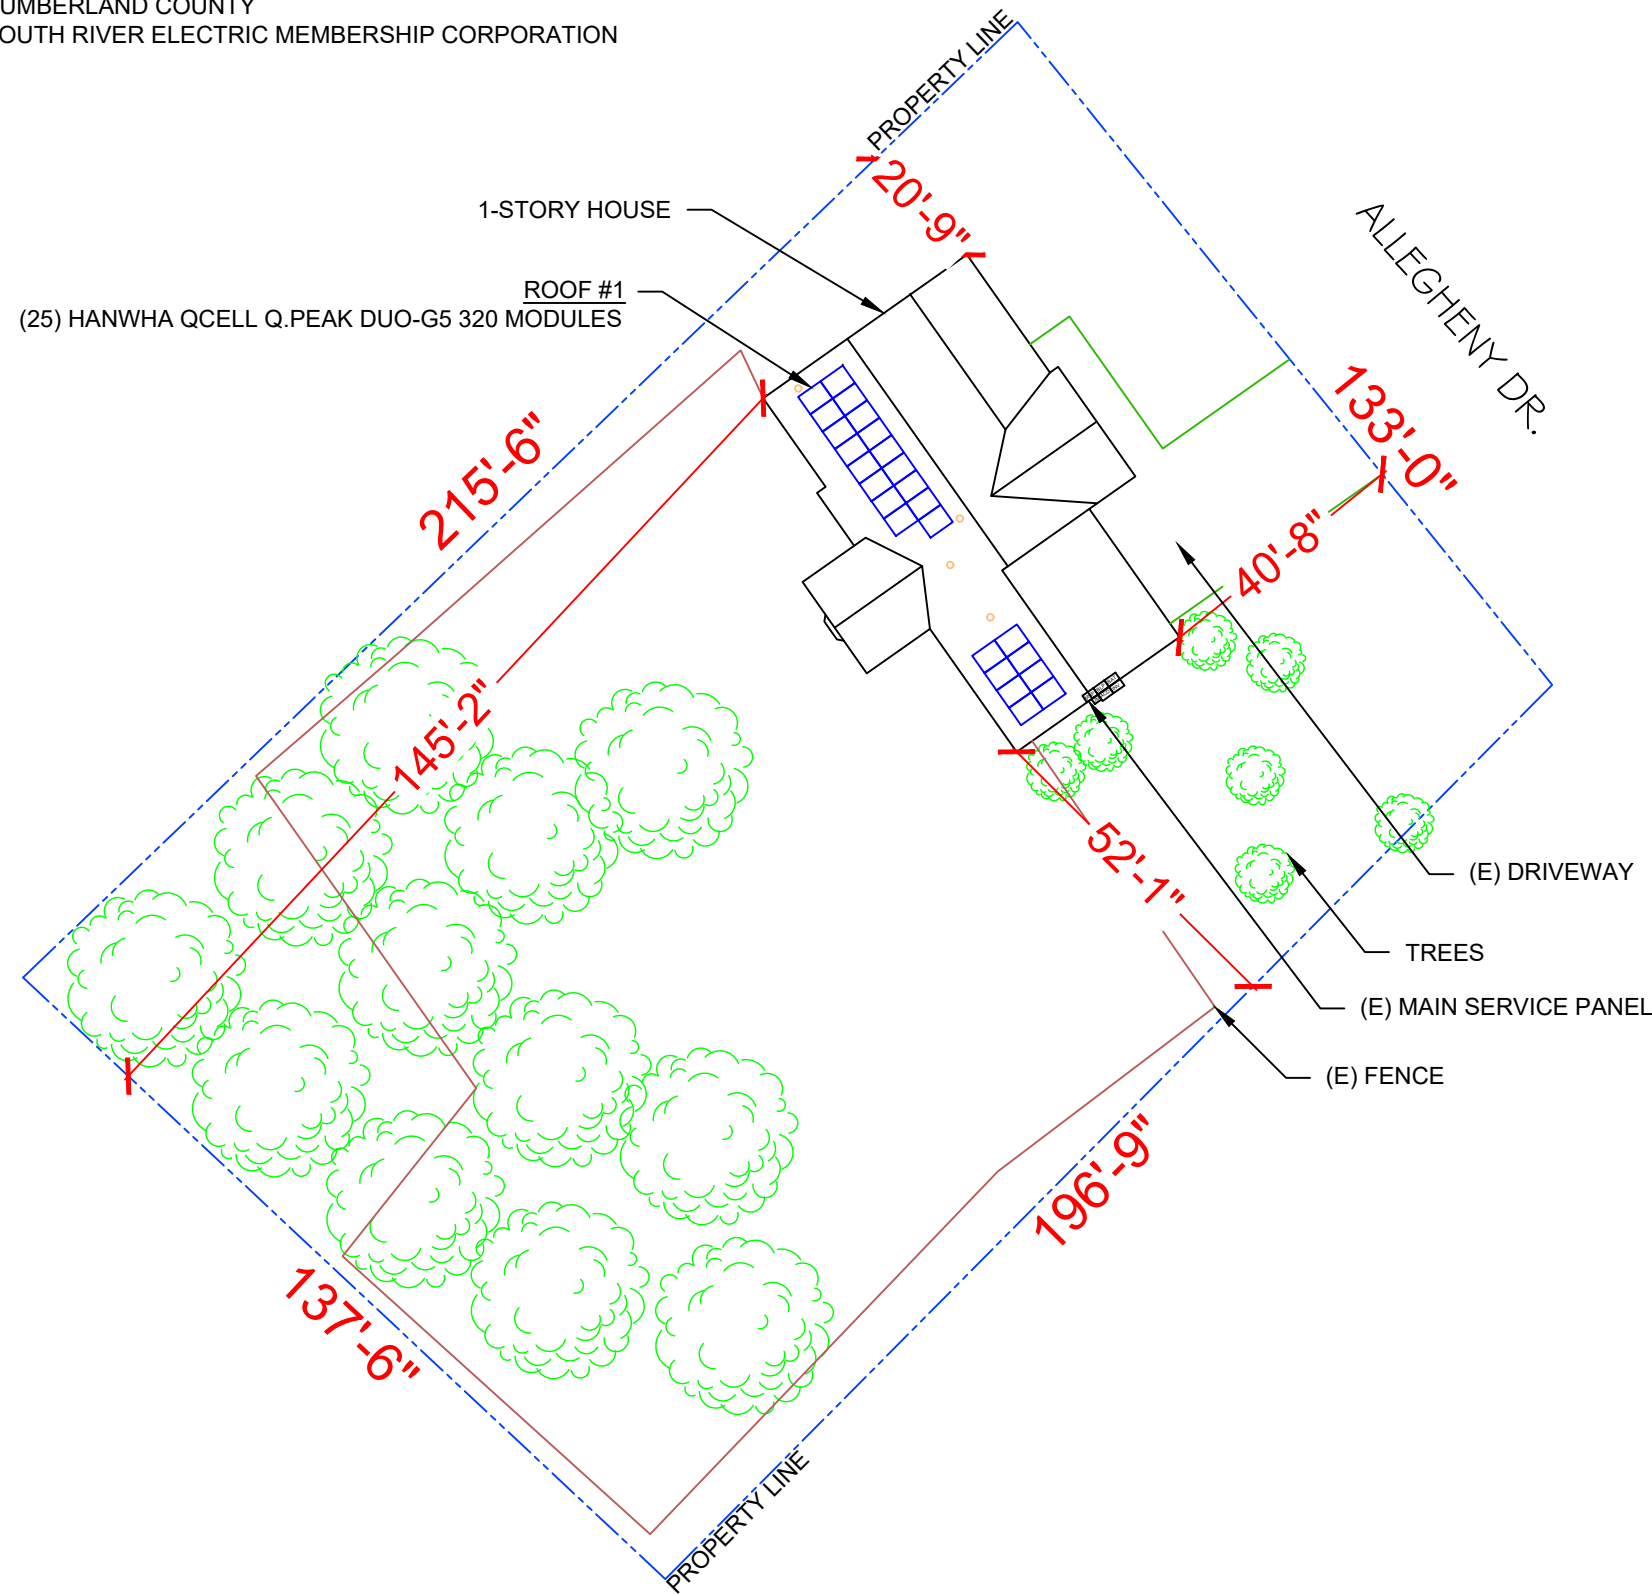 UMBERLAND COUNTY
OUTH RIVER ELECTRIC MEMBERSHIP CORPORATION
PROPERTY LINE
20'-9"
1-STORY HOUSE
ROOF #1
(25) HANWHA QCELL Q.PEAK DUO-G5 320 MODULES
ALLEGHENY DR.
133'-0"
215'-6"
40'-8"
145'-2"
52'-1"
(E) DRIVEWAY
TREES
(E) MAIN SERVICE PANEL
(E) FENCE
196'-9"
137'-6"
PROPERTY LINE